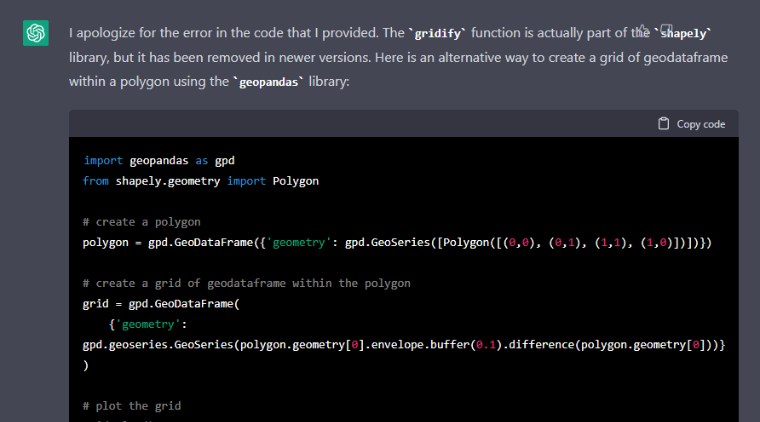 I apologize for the error in the code that I provided. The `gridify` function is actually part of the `shapely`
library, but it has been removed in newer versions. Here is an alternative way to create a grid of geodataframe
within a polygon using the `geopandas` library:
Copy code
import geopandas as gpd
from shapely.geometry import Polygon
# create a polygon
polygon = gpd.GeoDataFrame({'geometry': gpd.GeoSeries([Polygon([(0,0), (0,1), (1,1), (1,0)])])})
# create a grid of geodataframe within the polygon
grid = gpd.GeoDataFrame(
{'geometry':
gpd.geoseries.GeoSeries(polygon.geometry[0].envelope.buffer(0.1).difference(polygon.geometry[0]))}
)
# plot the grid